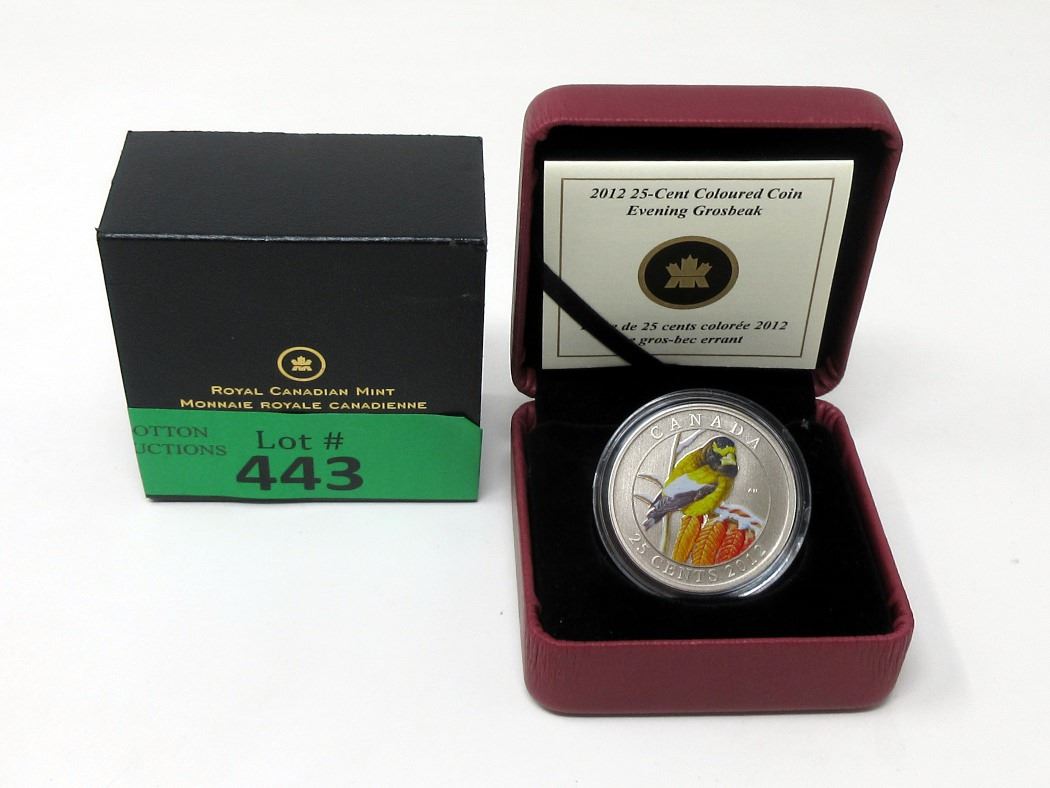 ROYAL CANADIAN MINT
MONNAIE ROYALE CANADIENNE
OTTON
UCTIONS
Lot #
443
2012 25-Cent Coloured Coin
Evening Grosbeak
de 25 cents colorée 2012
gros-bec errant
CANADA
25 CENTS 2012